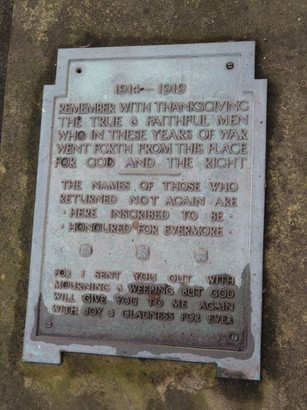 1914 — 1919
REMEMBER WITH THANKSGIVING
THE TRUE & FAITHFUL MEN
WHO IN THESE YEARS OF WAR
WENT FORTH FROM THIS PLACE
FOR GOD AND THE RIGHT
THE NAMES OF THOSE WHO
RETURNED NOT AGAIN ARE
· HERE INSCRIBED TO BE ·
· HONOURED FOR EVERMORE ·
FOR I SENT YOU OUT WITH
MOURNING & WEEPING BUT GOD
WILL GIVE YOU TO ME AGAIN
WITH JOY & GLADNESS FOR EVER